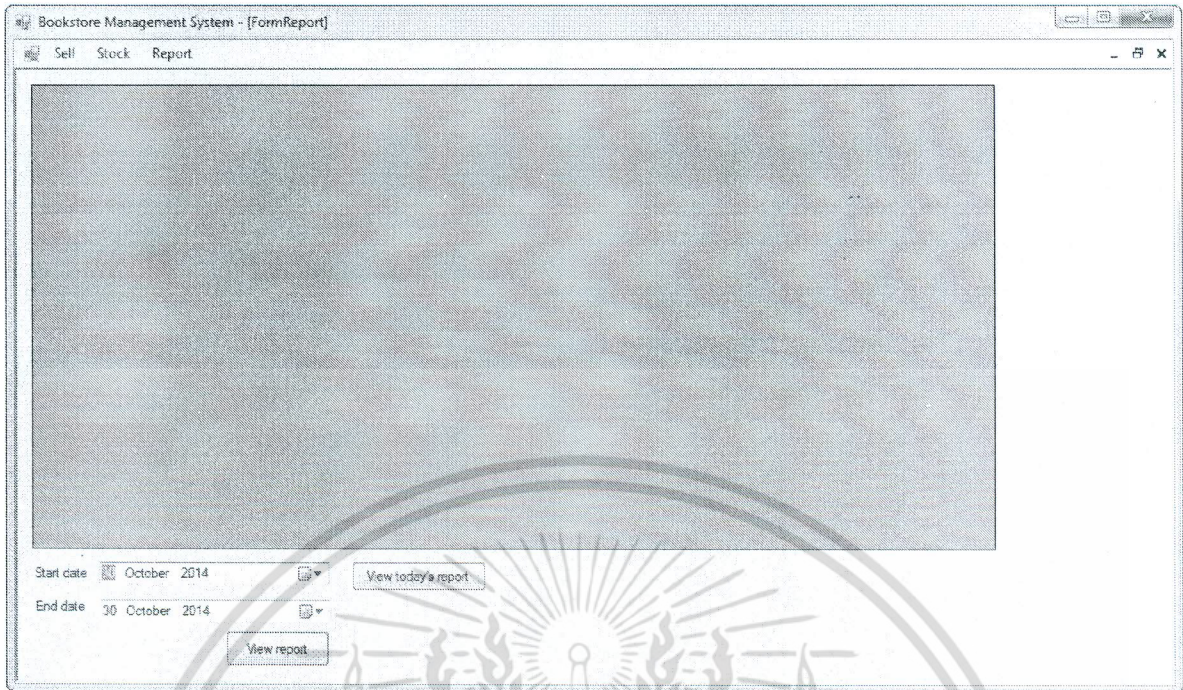 Bookstore Management System - [FormReport]
Sell Stock Report
Start date October 2014
View today's report
End date 30 October 2014
View report